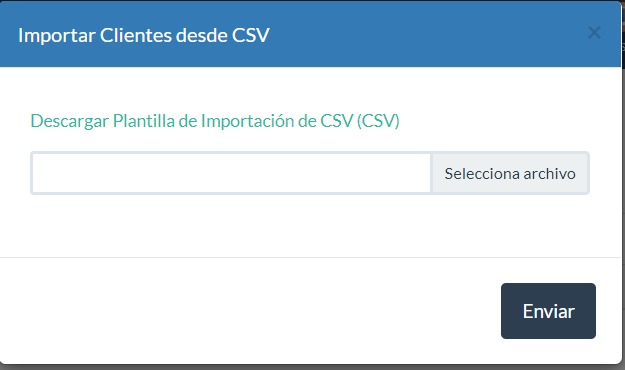 Importar Clientes desde CSV
×
Descargar Plantilla de Importación de CSV (CSV)
Selecciona archivo
Enviar